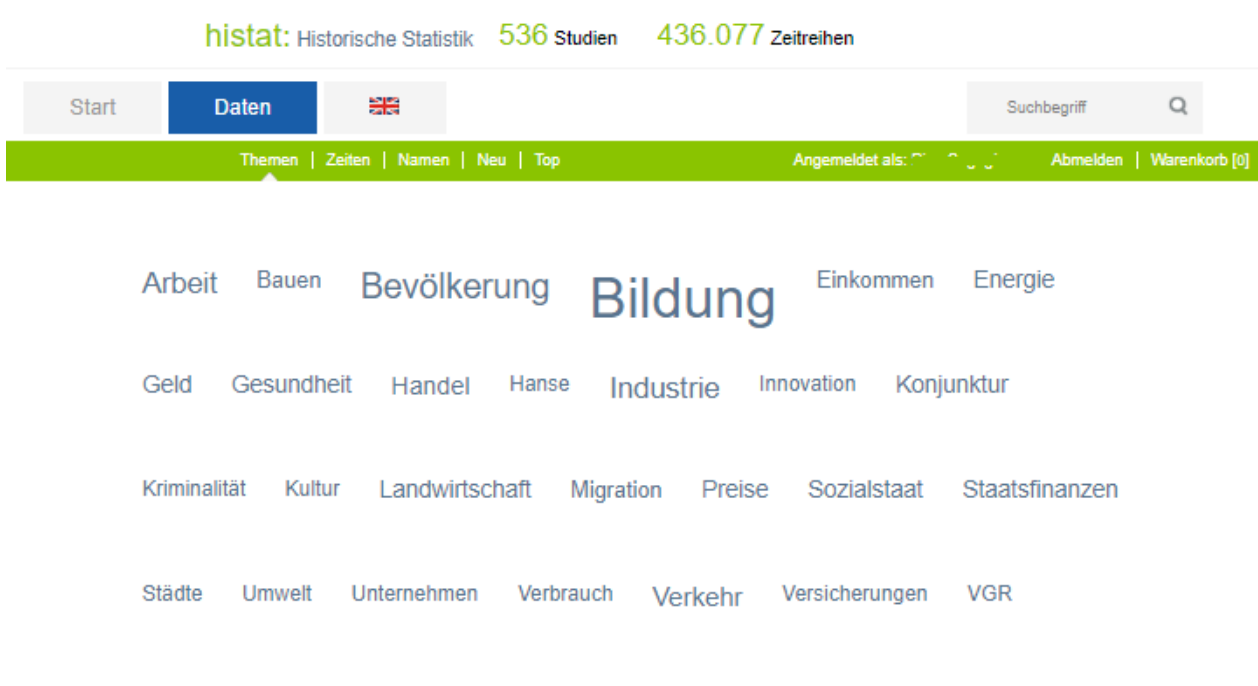 histat: Historische Statistik 536 Studien 436.077 Zeitreihen
Start Daten Suchbegriff
Themen | Zeiten | Namen | Neu | Top Angemeldet als: Abmelden | Warenkorb [0]
Arbeit Bauen Bevölkerung Bildung Einkommen Energie
Geld Gesundheit Handel Hanse Industrie Innovation Konjunktur
Kriminalität Kultur Landwirtschaft Migration Preise Sozialstaat Staatsfinanzen
Städte Umwelt Unternehmen Verbrauch Verkehr Versicherungen VGR